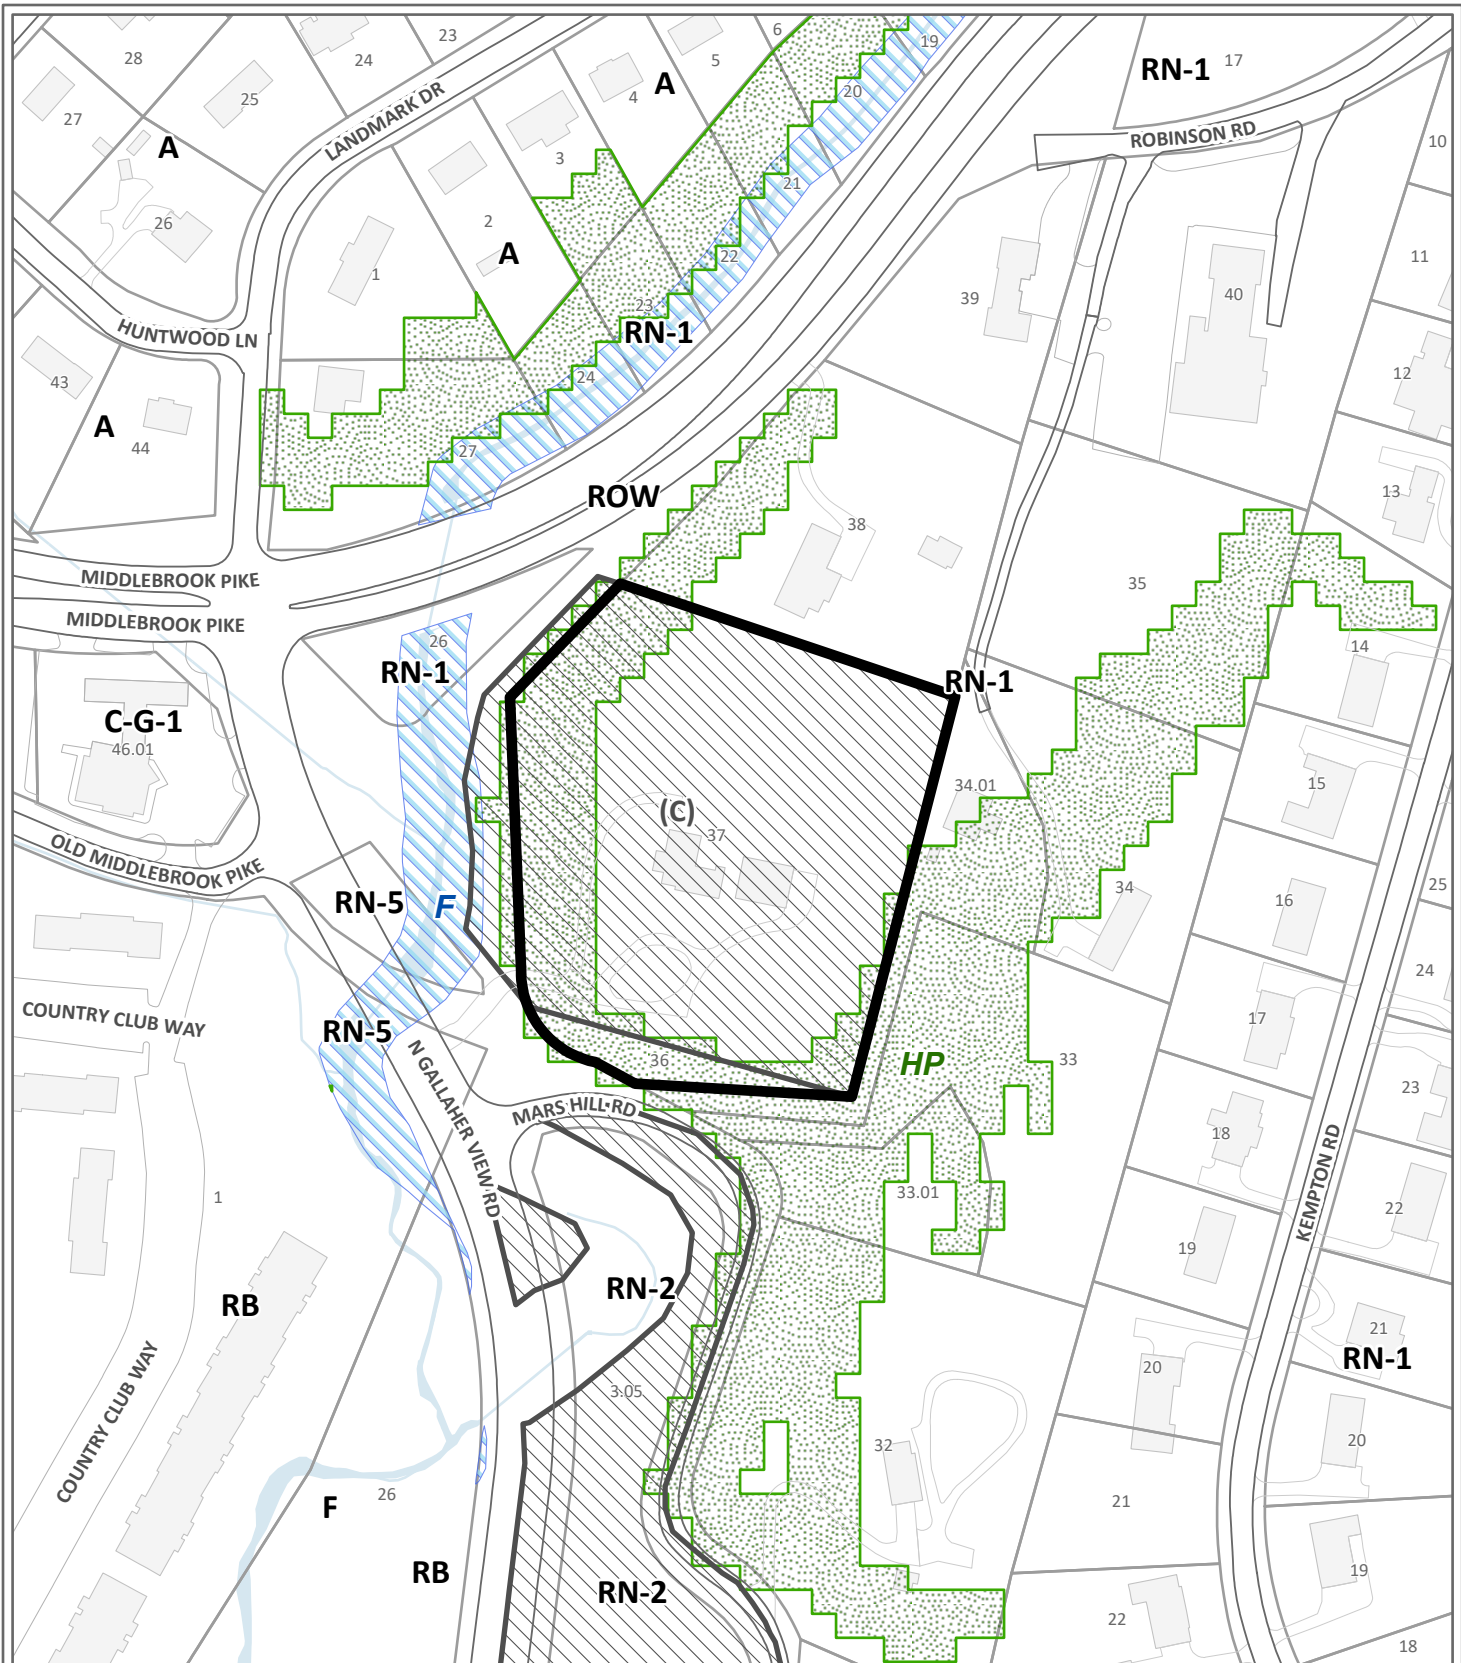 28
24
23
6
19
RN-1
17
5
27
25
A
4
20
LANDMARK DR
ROBINSON RD
10
A
3
21
26
2
A
22
11
1
39
40
23
RN-1
HUNTWOOD LN
43
24
12
A
44
27
13
ROW
38
MIDDLEBROOK PIKE
35
MIDDLEBROOK PIKE
26
RN-1
14
RN-1
C-G-1
46.01
34.01
15
(C)
37
OLD MIDDLEBROOK PIKE
RN-5
F
34
25
16
24
COUNTRY CLUB WAY
RN-5
17
36
HP
33
N GALLAHER VIEW RD
MARS HILL RD
23
18
KEMPTON RD
1
33.01
22
19
RN-2
RB
21
RN-1
COUNTRY CLUB WAY
20
3.05
32
20
26
F
21
RB
RN-2
19
22
18